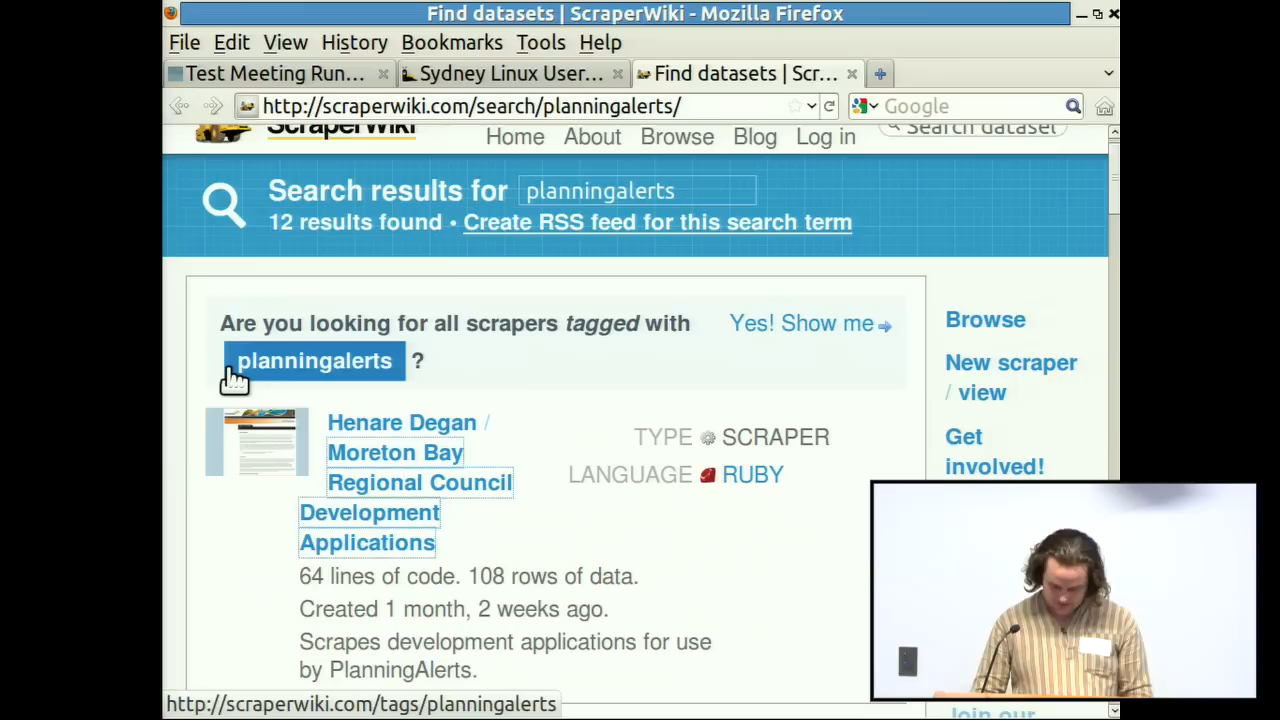 Find datasets | ScraperWiki - Mozilla Firefox
File Edit View History Bookmarks Tools Help
Test Meeting Run... Sydney Linux User... Find datasets | Scr...
http://scraperwiki.com/search/planningalerts/ Google
ScraperWiki Home About Browse Blog Log in Search dataset
Search results for planningalerts
12 results found • Create RSS feed for this search term
Are you looking for all scrapers tagged with Yes! Show me
planningalerts ?
Browse
New scraper
/ view
Get
involved!
Henare Degan /
Moreton Bay
Regional Council
Development
Applications
TYPE SCRAPER
LANGUAGE RUBY
64 lines of code. 108 rows of data.
Created 1 month, 2 weeks ago.
Scrapes development applications for use
by PlanningAlerts.
http://scraperwiki.com/tags/planningalerts
Join our